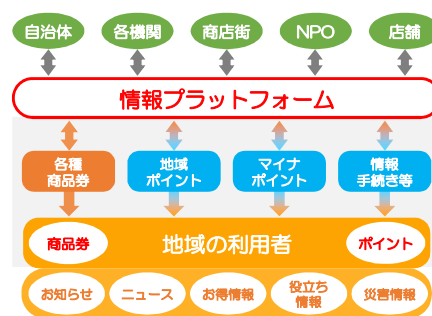 自治体 各機関 商店街 NPO 店舗
情報プラットフォーム
各種 地域 マイナ 情報
商品券 ポイント ポイント 手続き等
商品券 地域の利用者 ポイント
お知らせ ニュース お得情報 役立ち 災害情報
情報